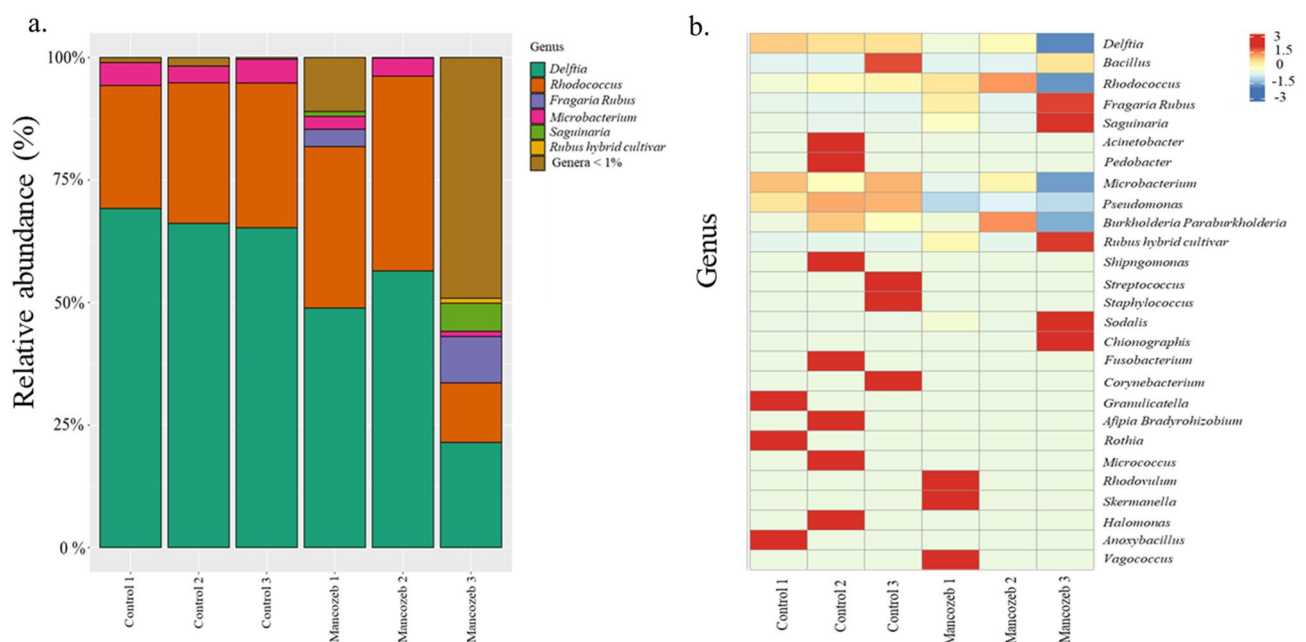 a.
Relative abundance (%)
100%
75%
50%
25%
0 %
Control 1
Control 2
Control 3
Mancozeb 1
Mancozeb 2
Mancozeb 3
Genus
Delftia
Rhodococcus
Fragaria Rubus
Microbacterium
Saguinaria
Rubus hybrid cultivar
Genera < 1%
b.
Genus
Delftia
Bacillus
Rhodococcus
Fragaria Rubus
Saguinaria
Acinetobacter
Pedobacter
Microbacterium
Pseudomonas
Burkholderia Paraburkholderia
Rubus hybrid cultivar
Shipngomonas
Streptococcus
Staphylococcus
Sodalis
Chionographis
Fusobacterium
Corynebacterium
Granulicatella
Afipia Bradyrohizobium
Rothia
Micrococcus
Rhodovulum
Skermanella
Halomonas
Anoxybacillus
Vagococcus
Control 1
Control 2
Control 3
Mancozeb 1
Mancozeb 2
Mancozeb 3
3
1.5
0
-1.5
-3